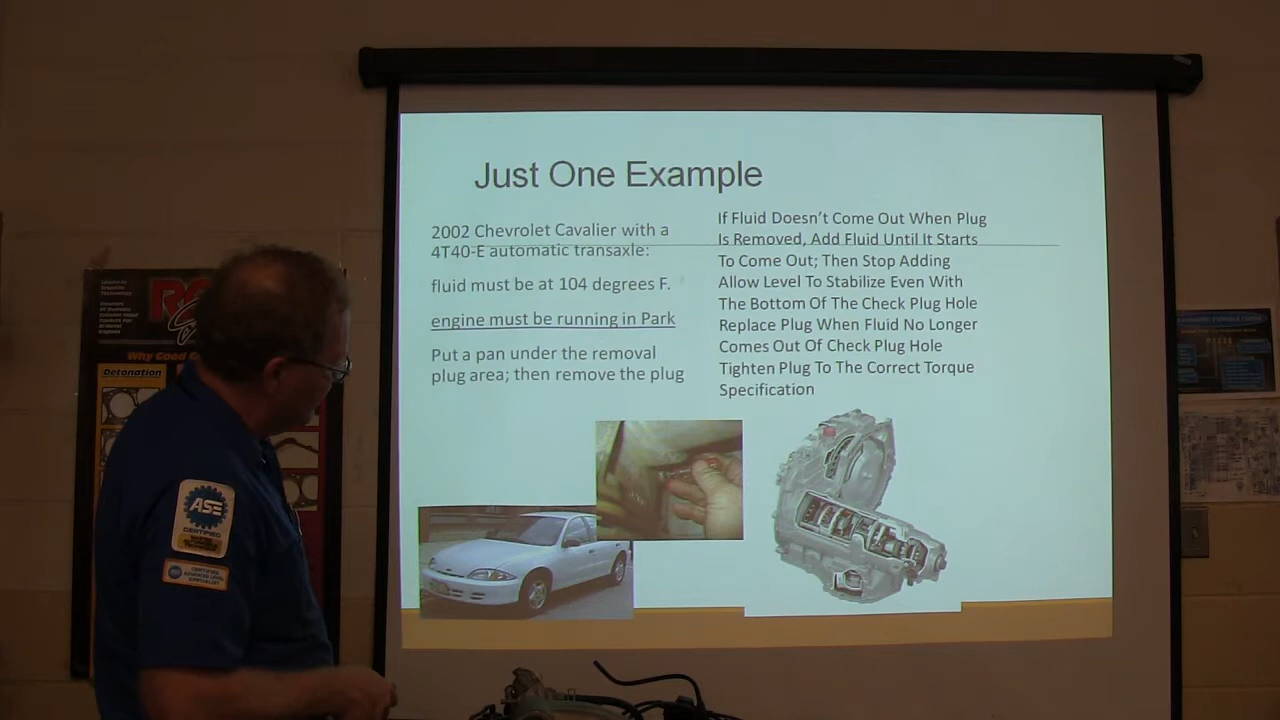 Just One Example
2002 Chevrolet Cavalier with a
4T40-E automatic transaxle:
fluid must be at 104 degrees F.
engine must be running in Park
Put a pan under the removal
plug area; then remove the plug
If Fluid Doesn't Come Out When Plug
Is Removed, Add Fluid Until It Starts
To Come Out; Then Stop Adding
Allow Level To Stabilize Even With
The Bottom Of The Check Plug Hole
Replace Plug When Fluid No Longer
Comes Out Of Check Plug Hole
Tighten Plug To The Correct Torque
Specification
Why Good
Detonation
ASE
CERTIFIED